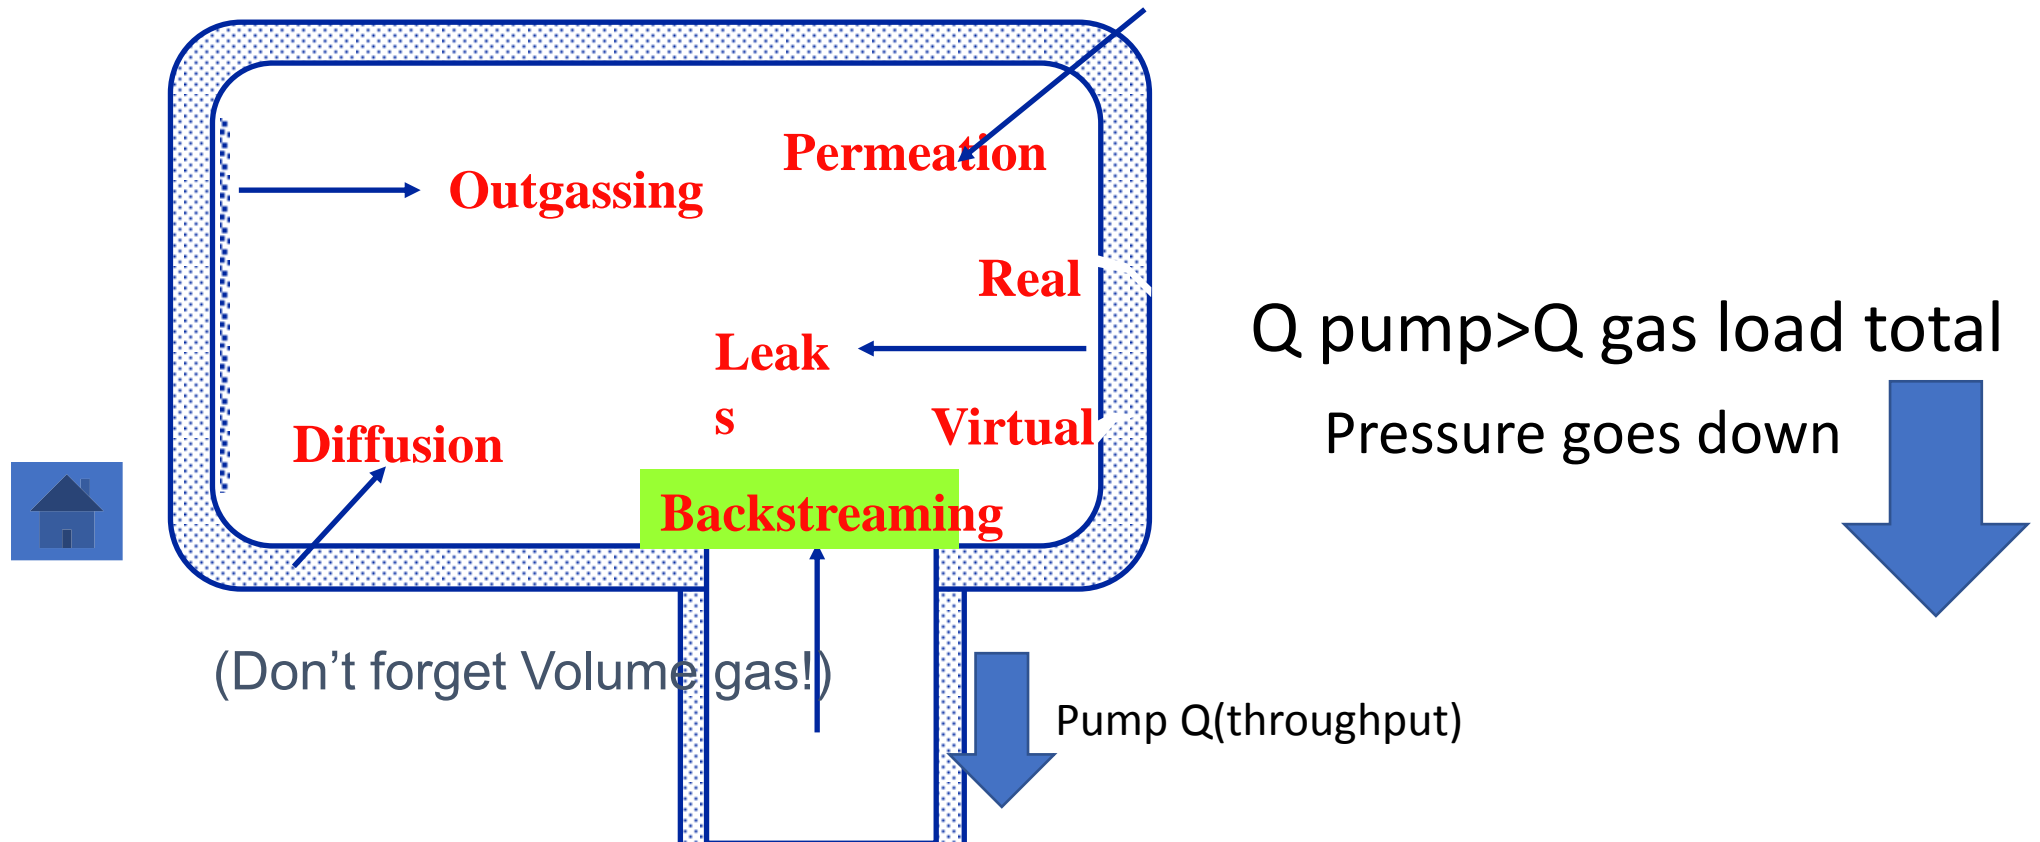 Permeation
Outgassing
Real
Leak
s
Virtual
Diffusion
Backstreaming
Q pump>Q gas load total
Pressure goes down
(Don’t forget Volume gas!)
Pump Q(throughput)